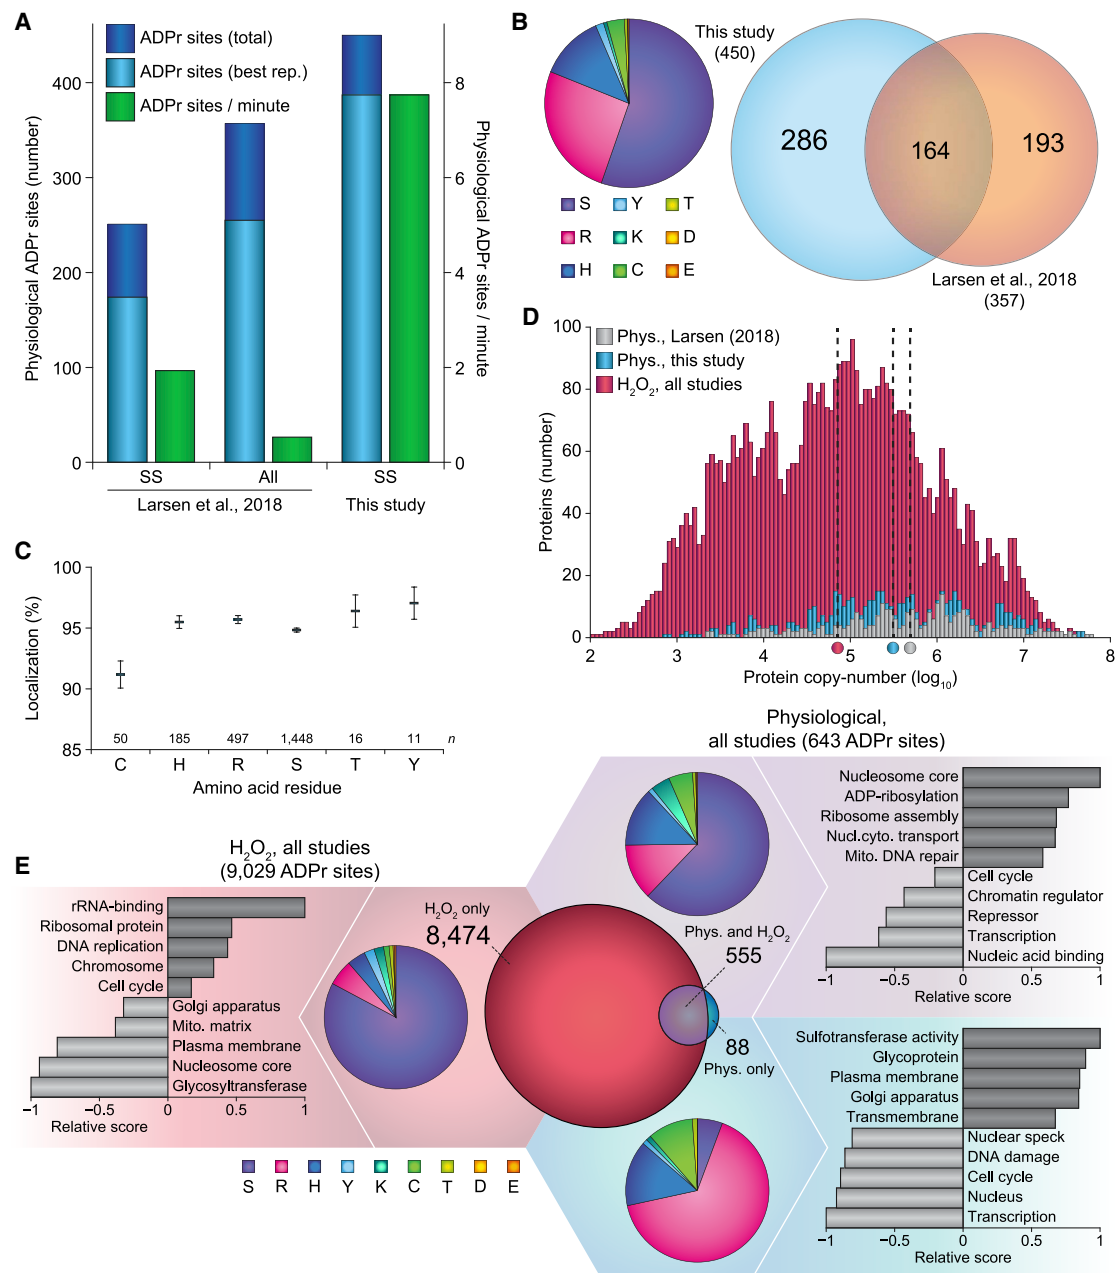 A
ADPr sites (total)
ADPr sites (best rep.)
ADPr sites / minute
Physiological ADPr sites (number)
400
300
200
100
0
8
6
4
2
0
Physiological ADPr sites / minute
SS
All
SS
Larsen et al., 2018
This study
B
This study
(450)
S
Y
T
R
K
D
H
C
E
286
164
193
Larsen et al., 2018
(357)
C
Localization (%)
100
95
90
85
50
185
497
1,448
16
11
n
C
H
R
S
T
Y
Amino acid residue
D
Phys., Larsen (2018)
Phys., this study
H2O2, all studies
Proteins (number)
100
80
60
40
20
0
2
3
4
5
6
7
8
Protein copy-number (log10)
E
H2O2, all studies
(9,029 ADPr sites)
rRNA-binding
Ribosomal protein
DNA replication
Chromosome
Cell cycle
Golgi apparatus
Mito. matrix
Plasma membrane
Nucleosome core
Glycosyltransferase
−1
−0.5
0
0.5
1
Relative score
H2O2 only
8,474
Phys. and H2O2
555
88
Phys. only
S
R
H
Y
K
C
T
D
E
Physiological,
all studies (643 ADPr sites)
Nucleosome core
ADP-ribosylation
Ribosome assembly
Nucl.cyto. transport
Mito. DNA repair
Cell cycle
Chromatin regulator
Repressor
Transcription
Nucleic acid binding
−1
−0.5
0
0.5
1
Relative score
Sulfotransferase activity
Glycoprotein
Plasma membrane
Golgi apparatus
Transmembrane
Nuclear speck
DNA damage
Cell cycle
Nucleus
Transcription
−1
−0.5
0
0.5
1
Relative score